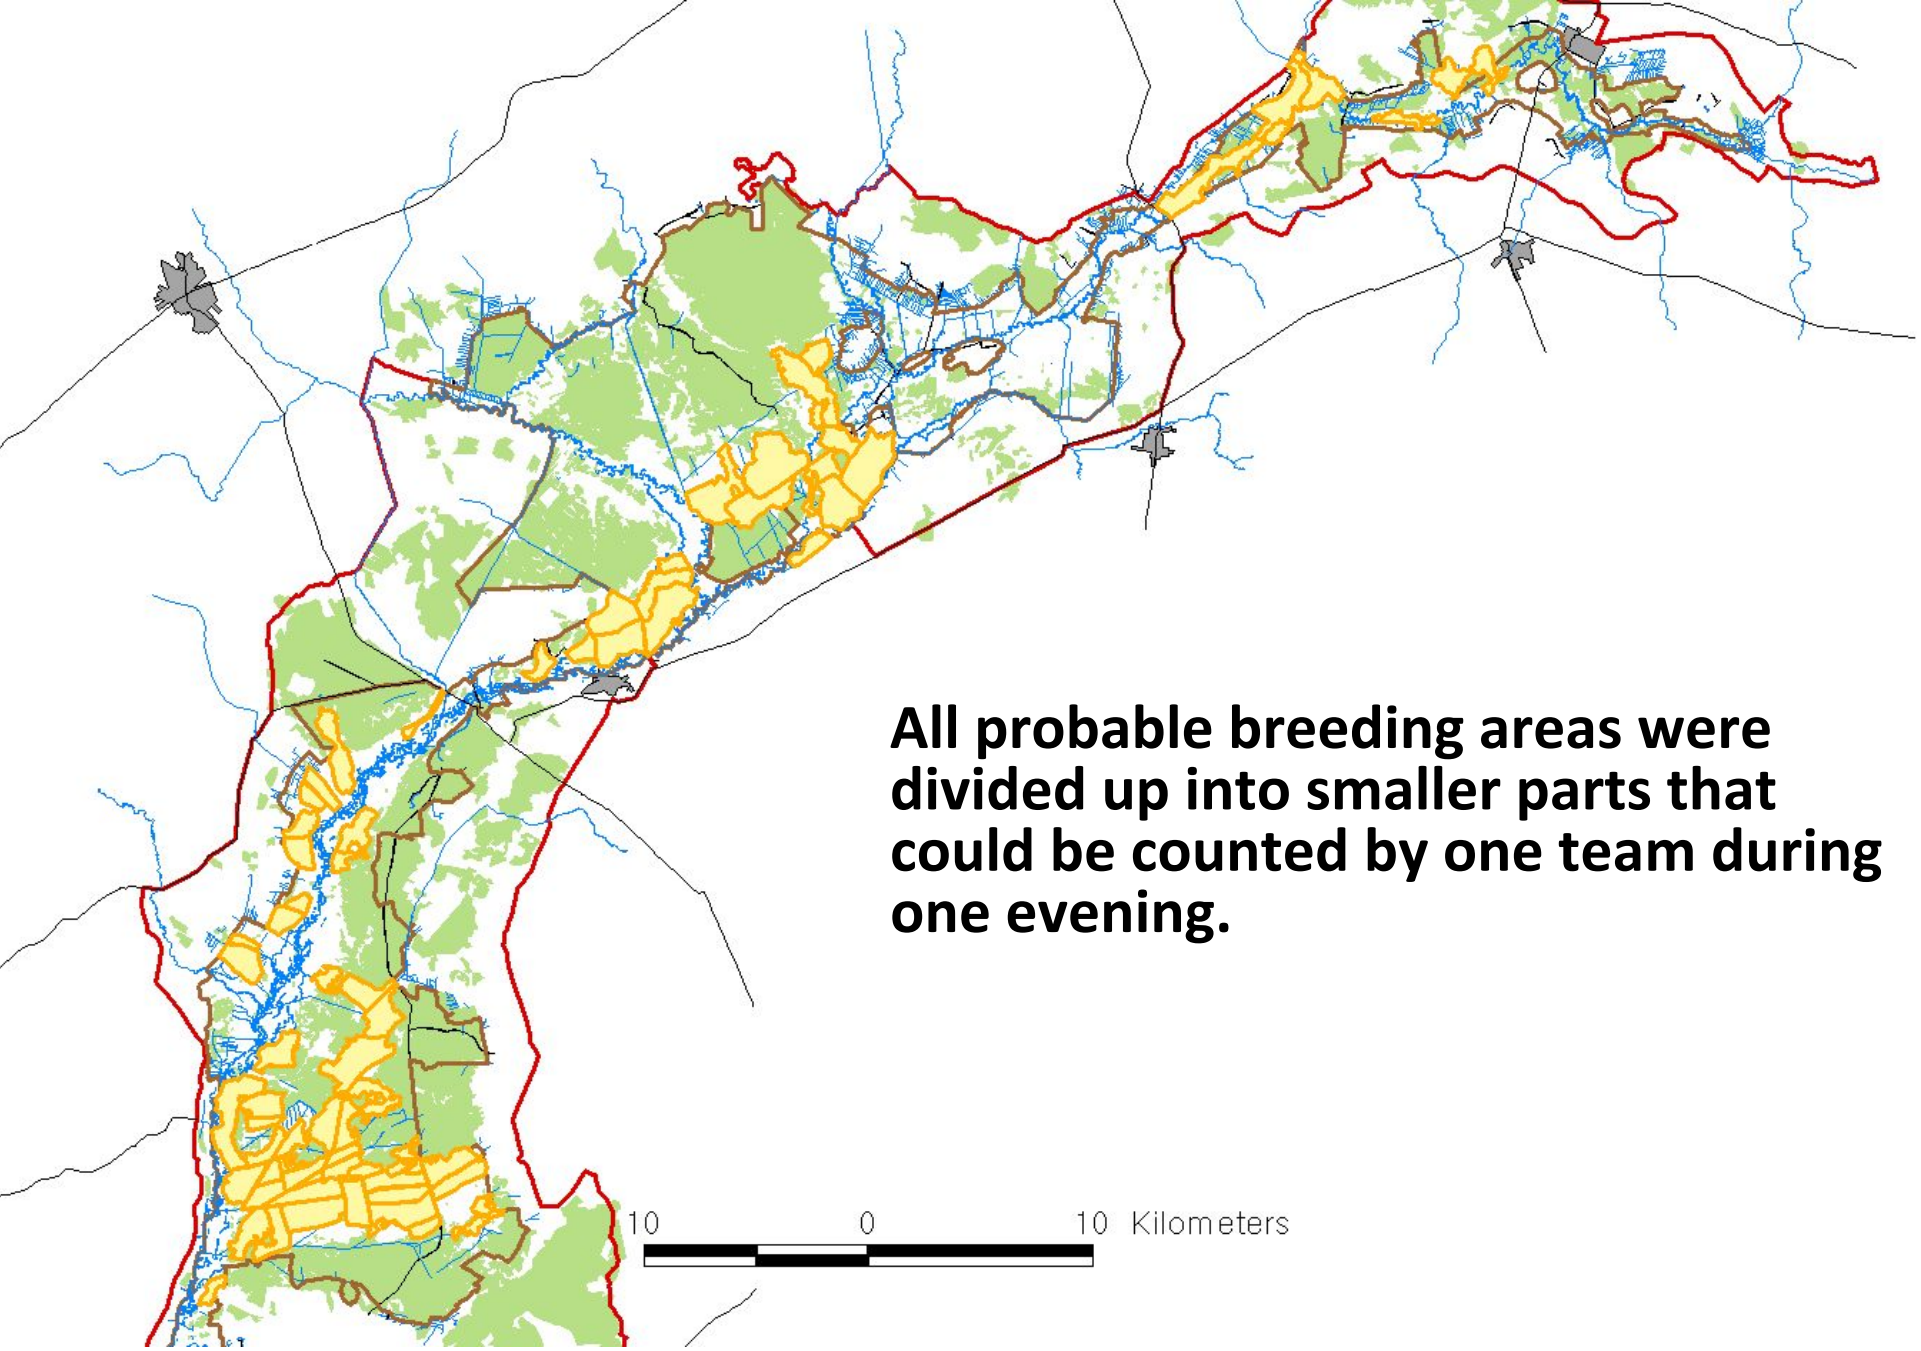 All probable breeding areas were
divided up into smaller parts that
could be counted by one team during
one evening.
10 0 10 Kilometers